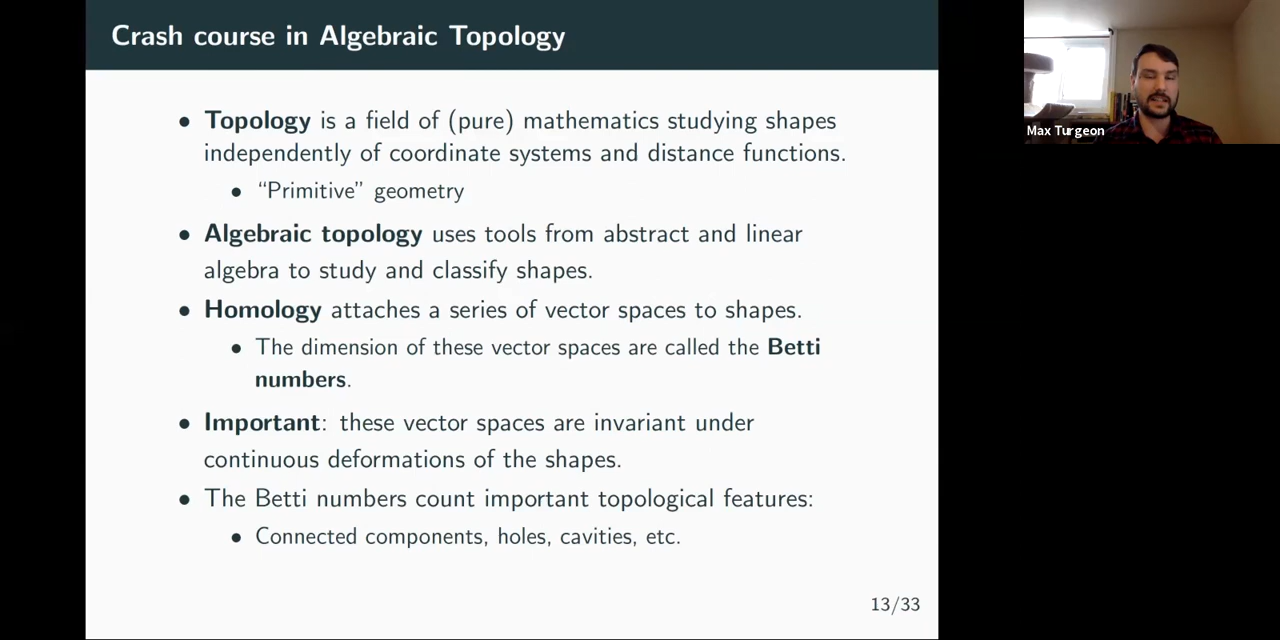 Crash course in Algebraic Topology
• Topology is a field of (pure) mathematics studying shapes
independently of coordinate systems and distance functions.
• “Primitive” geometry
• Algebraic topology uses tools from abstract and linear
algebra to study and classify shapes.
• Homology attaches a series of vector spaces to shapes.
• The dimension of these vector spaces are called the Betti
numbers.
• Important: these vector spaces are invariant under
continuous deformations of the shapes.
• The Betti numbers count important topological features:
• Connected components, holes, cavities, etc.
13/33
Max Turgeon